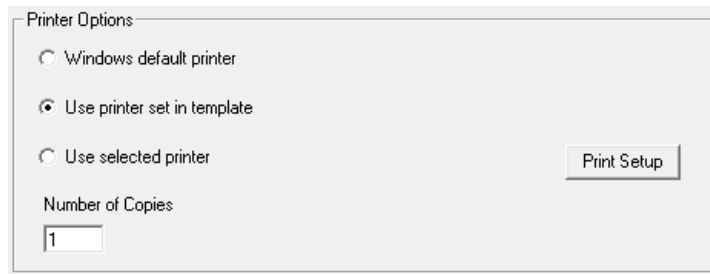 Printer Options
Windows default printer
Use printer set in template
Use selected printer
Print Setup
Number of Copies
1